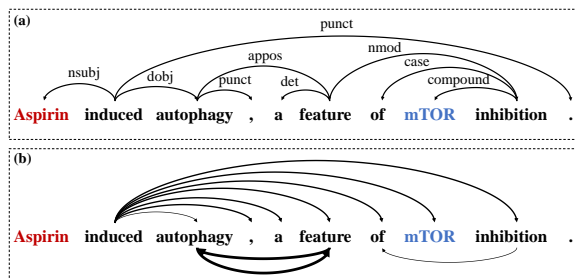 (a)
punct
appos
nmod
nsubj
dobj
punct
det
case
compound
Aspirin induced autophagy , a feature of mTOR inhibition .
(b)
Aspirin induced autophagy , a feature of mTOR inhibition .